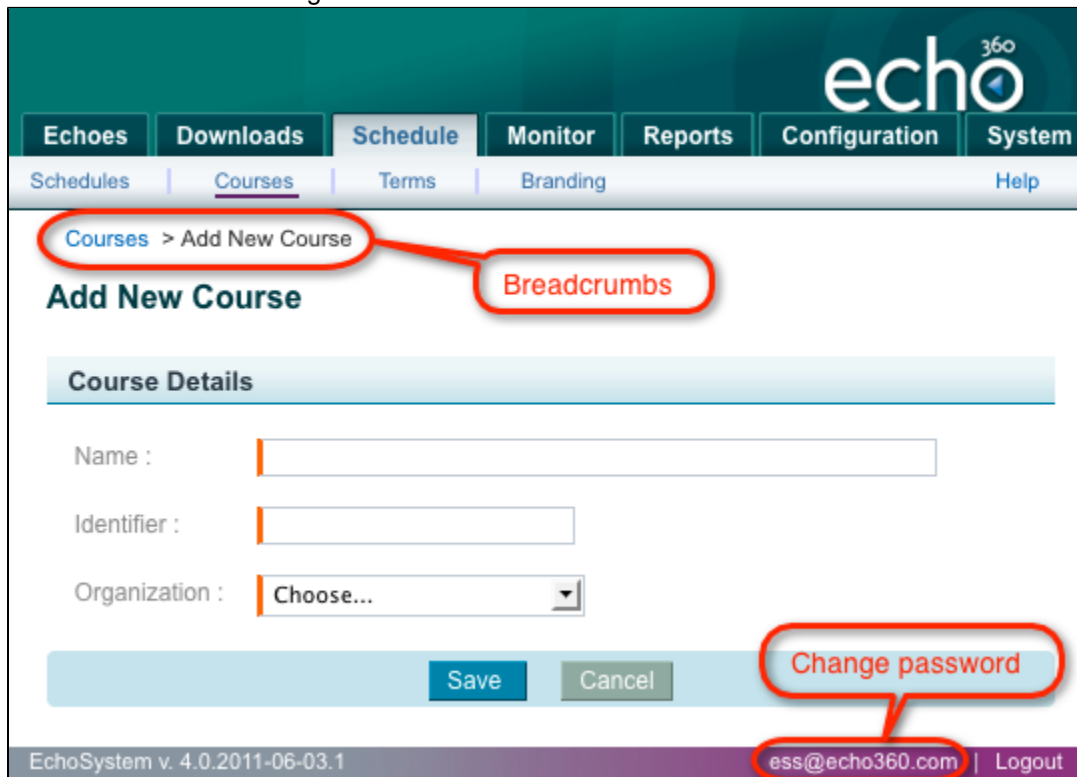 echo 360
Echoes Downloads Schedule Monitor Reports Configuration System
Schedules | Courses | Terms | Branding Help
Courses > Add New Course
Breadcrumbs
Add New Course
Course Details
Name :
Identifier :
Organization : Choose...
Change password
Save Cancel
EchoSystem v. 4.0.2011-06-03.1 ess@echo360.com | Logout